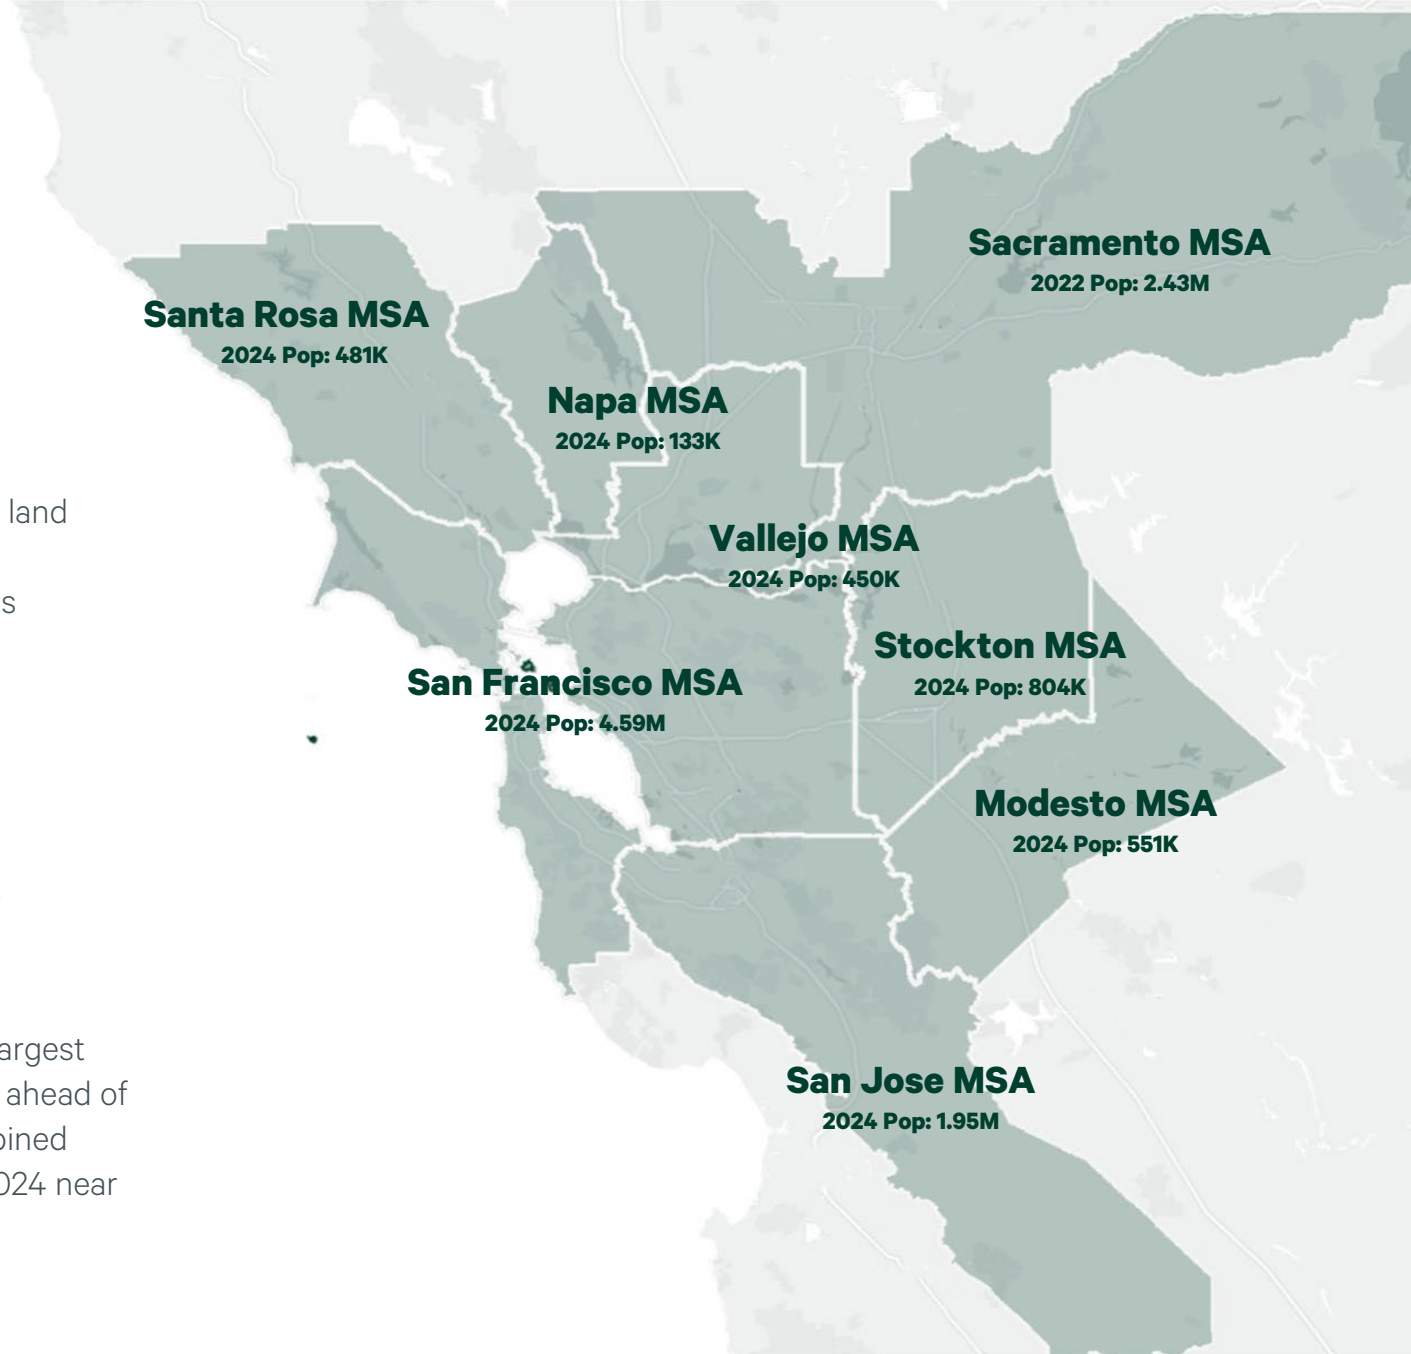 Sacramento MSA
2022 Pop: 2.43M
Santa Rosa MSA
2024 Pop: 481K
Napa MSA
2024 Pop: 133K
land
s
Vallejo MSA
2024 Pop: 450K
Stockton MSA
2024 Pop: 804K
San Francisco MSA
2024 Pop: 4.59M
Modesto MSA
2024 Pop: 551K
argest
ahead of
024 near
San Jose MSA
2024 Pop: 1.95M